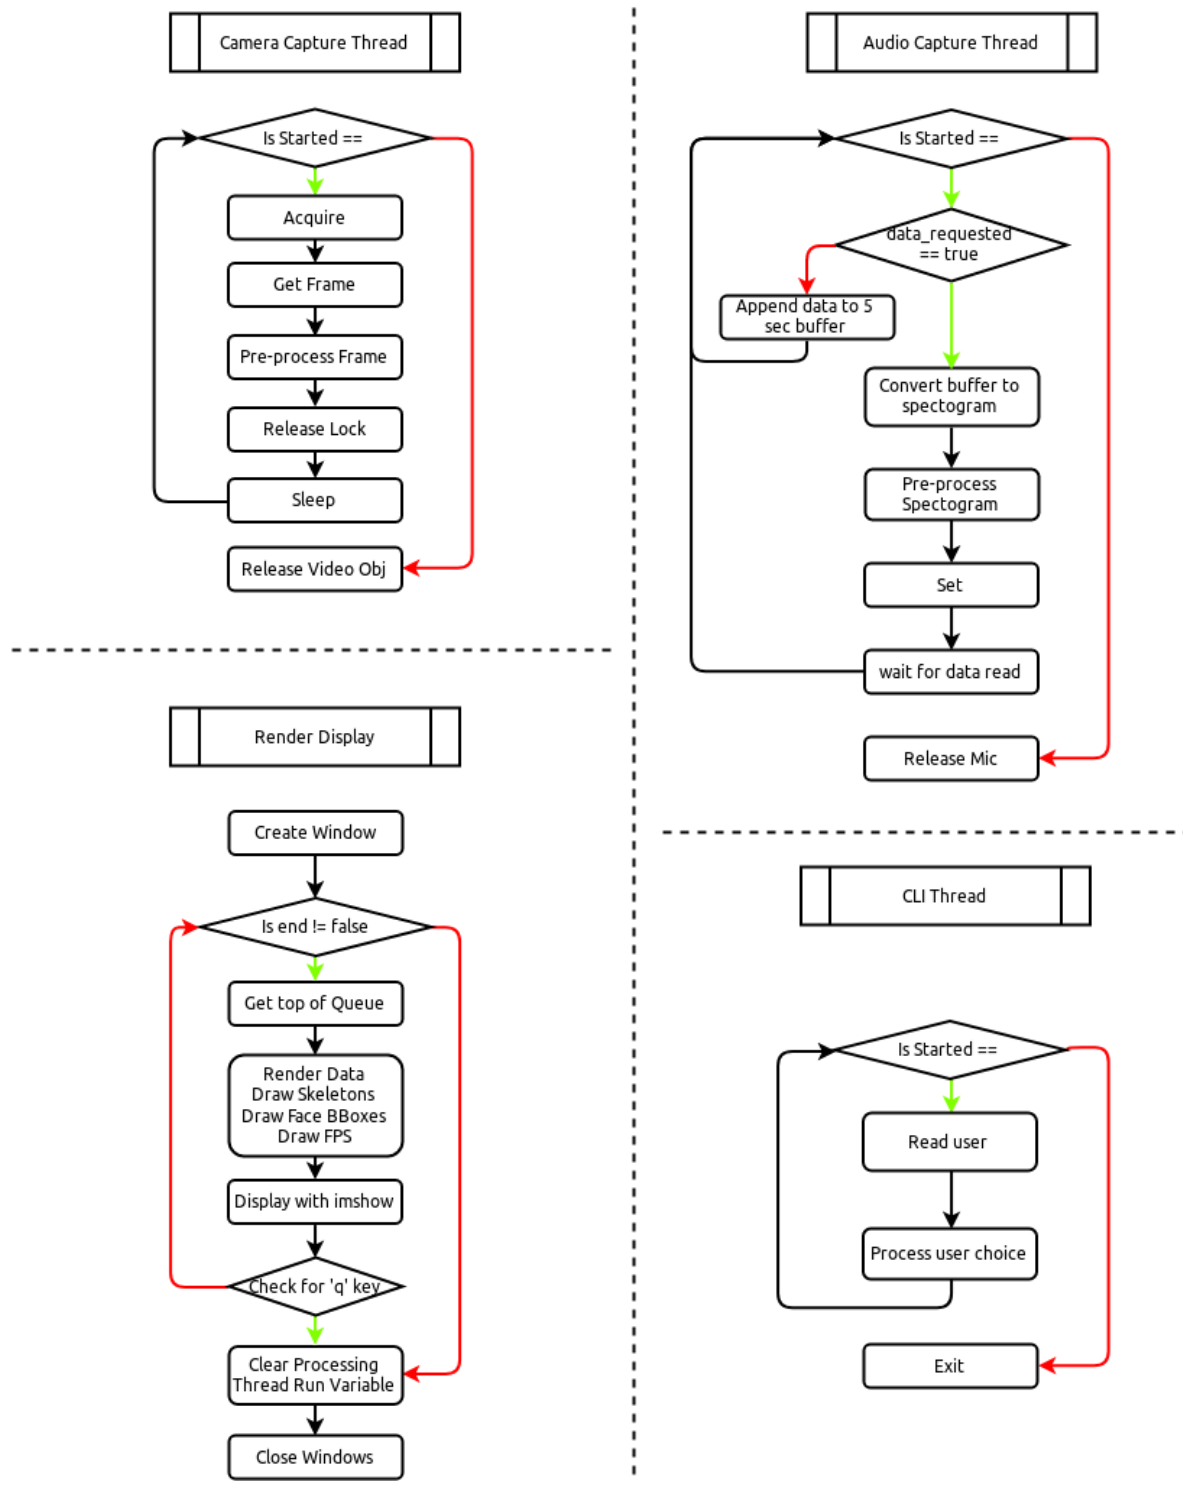 Camera Capture Thread
Is Started ==
Acquire
Get Frame
Pre-process Frame
Release Lock
Sleep
Release Video Obj
Audio Capture Thread
Is Started ==
data_requested
== true
Append data to 5
sec buffer
Convert buffer to
spectogram
Pre-process
Spectogram
Set
wait for data read
Release Mic
Render Display
Create Window
Is end != false
Get top of Queue
Render Data
Draw Skeletons
Draw Face BBoxes
Draw FPS
Display with imshow
Check for 'q' key
Clear Processing
Thread Run Variable
Close Windows
CLI Thread
Is Started ==
Read user
Process user choice
Exit